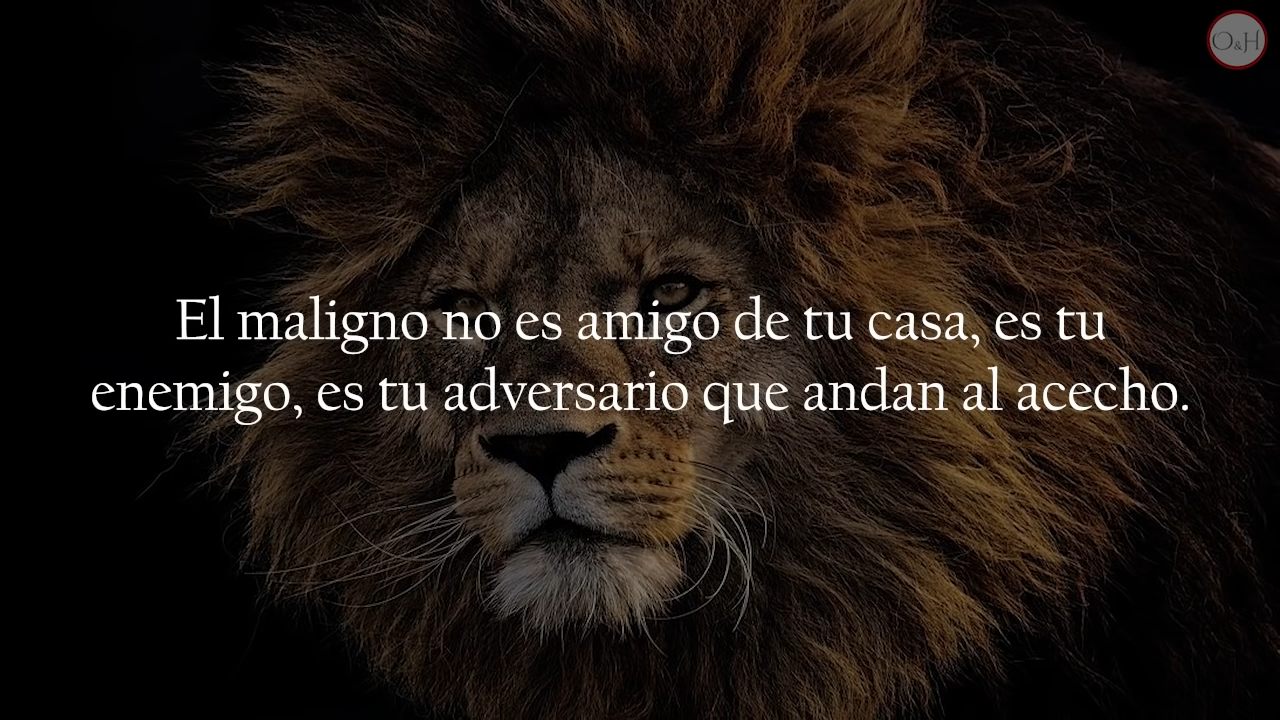 O&H
El maligno no es amigo de tu casa, es tu
enemigo, es tu adversario que andan al acecho.